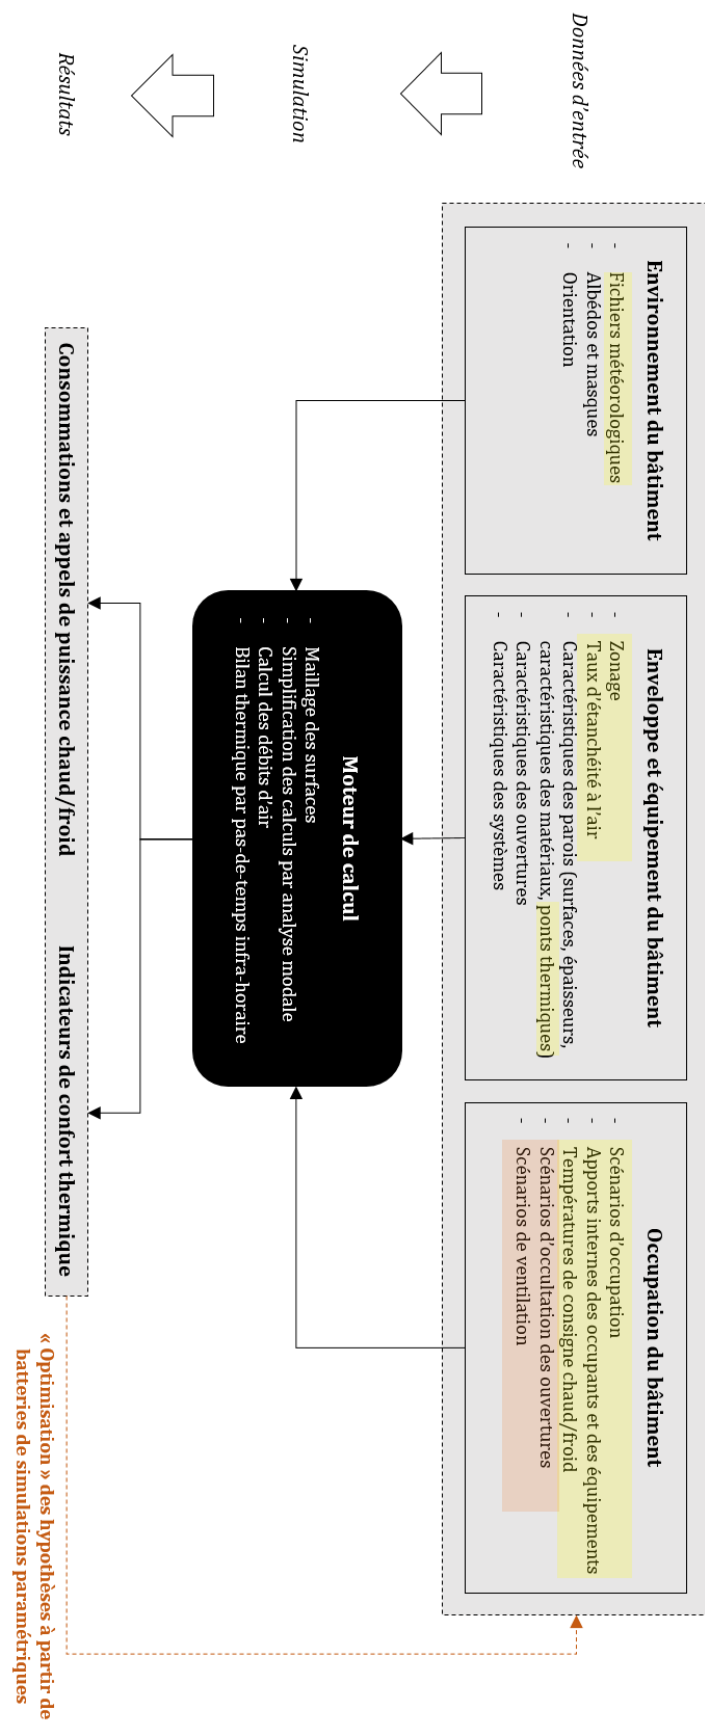 Données d'entrée
Environnement du bâtiment
- Fichiers météorologiques
- Albédos et masques
- Orientation
Enveloppe et équipement du bâtiment
- Zonage
- Taux d'étanchéité à l'air
- Caractéristiques des parois (surfaces, épaisseurs,
caractéristiques des matériaux, ponts thermiques)
- Caractéristiques des ouvertures
- Caractéristiques des systèmes
Occupation du bâtiment
- Scénarios d'occupation
- Apports internes des occupants et des équipements
- Températures de consigne chaud/froid
- Scénarios d'occultation des ouvertures
- Scénarios de ventilation
Simulation
Moteur de calcul
- Maillage des surfaces
- Simplification des calculs par analyse modale
- Calcul des débits d'air
- Bilan thermique par pas-de-temps infra-horaire
Résultats
Consommations et appels de puissance chaud/froid
Indicateurs de confort thermique
« Optimisation » des hypothèses à partir de
batteries de simulations paramétriques